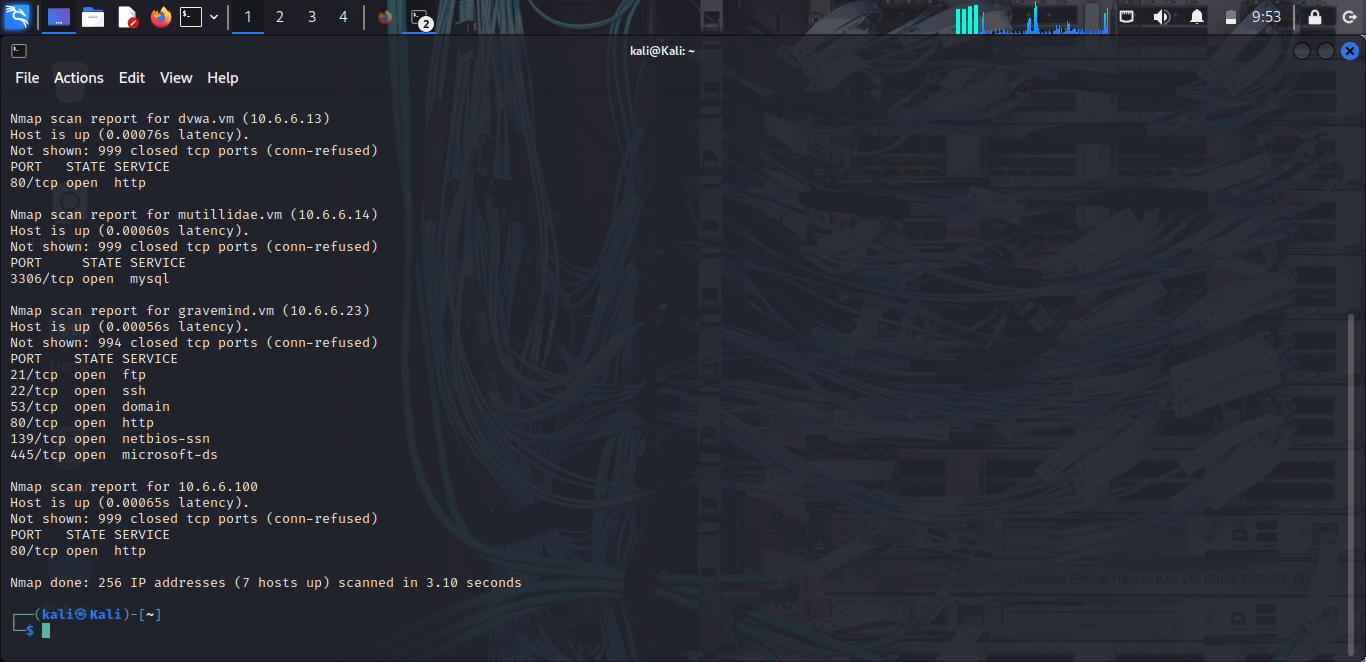 1 2 3 4
2
9:53
kali@Kali: ~
File Actions Edit View Help
Nmap scan report for dvwa.vm (10.6.6.13)
Host is up (0.00076s latency).
Not shown: 999 closed tcp ports (conn-refused)
PORT   STATE SERVICE
80/tcp open  http
Nmap scan report for mutillidae.vm (10.6.6.14)
Host is up (0.00060s latency).
Not shown: 999 closed tcp ports (conn-refused)
PORT     STATE SERVICE
3306/tcp open  mysql
Nmap scan report for gravemind.vm (10.6.6.23)
Host is up (0.00056s latency).
Not shown: 994 closed tcp ports (conn-refused)
PORT    STATE SERVICE
21/tcp  open  ftp
22/tcp  open  ssh
53/tcp  open  domain
80/tcp  open  http
139/tcp open  netbios-ssn
445/tcp open  microsoft-ds
Nmap scan report for 10.6.6.100
Host is up (0.00065s latency).
Not shown: 999 closed tcp ports (conn-refused)
PORT   STATE SERVICE
80/tcp open  http
Nmap done: 256 IP addresses (7 hosts up) scanned in 3.10 seconds
NetAcad Ethical Hacker Kali VM (Build 2023-08-14)
┌──(kali㉿Kali)-[~]
└─$